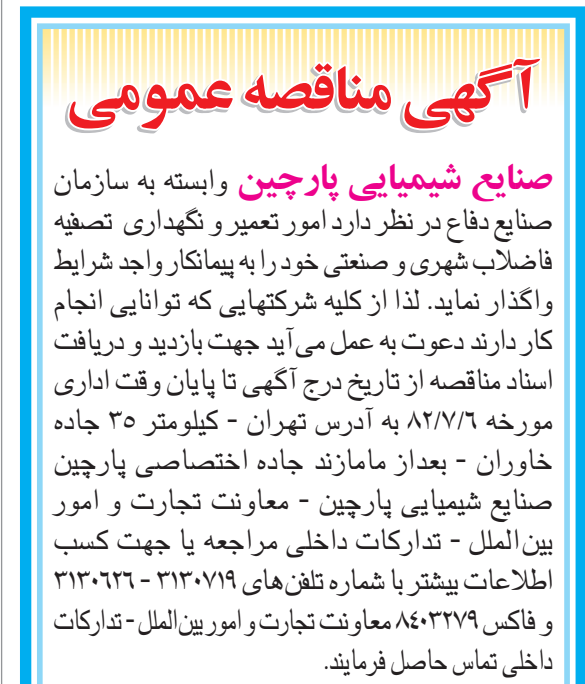 آگهی مناقصه عمومی
صنایع شیمیایی پارچین وابسته به سازمان
صنایع دفاع در نظر دارد امور تعمیر و نگهداری تصفیه
فاضلاب شهری و صنعتی خود را به پیمانکار واجد شرایط
واگذار نماید. لذا از کلیه شرکتهایی که توانایی انجام
کار دارند دعوت به عمل می‌آید جهت بازدید و دریافت
اسناد مناقصه از تاریخ درج آگهی تا پایان وقت اداری
مورخه ۸۲/۷/۶ به آدرس تهران - کیلومتر ۳۵ جاده
خاوران - بعداز مامازند جاده اختصاصی پارچین
صنایع شیمیایی پارچین - معاونت تجارت و امور
بین‌الملل - تدارکات داخلی مراجعه یا جهت کسب
اطلاعات بیشتر با شماره تلفن‌های ۳۱۳۰۷۱۹ - ۳۱۳۰۶۲۶
و فاکس ۸۴۰۳۲۷۹ معاونت تجارت و امور بین‌الملل - تدارکات
داخلی تماس حاصل فرمایند.